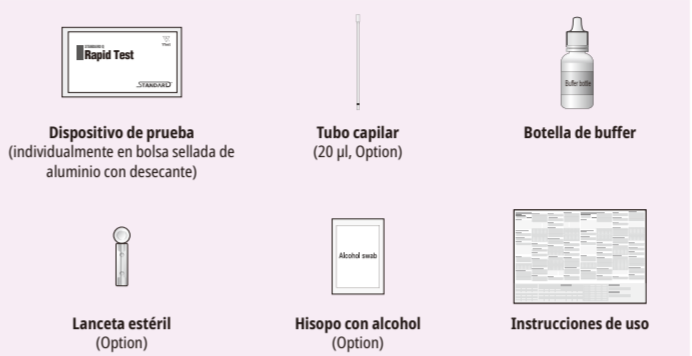 STANDARD Q
Rapid Test
STANDARD
Buffer bottle
Dispositivo de prueba
(individualmente en bolsa sellada de
aluminio con desecante)
Tubo capilar
(20 μl, Option)
Botella de buffer
Alcohol swab
Lanceta estéril
(Option)
Hisopo con alcohol
(Option)
Instrucciones de uso